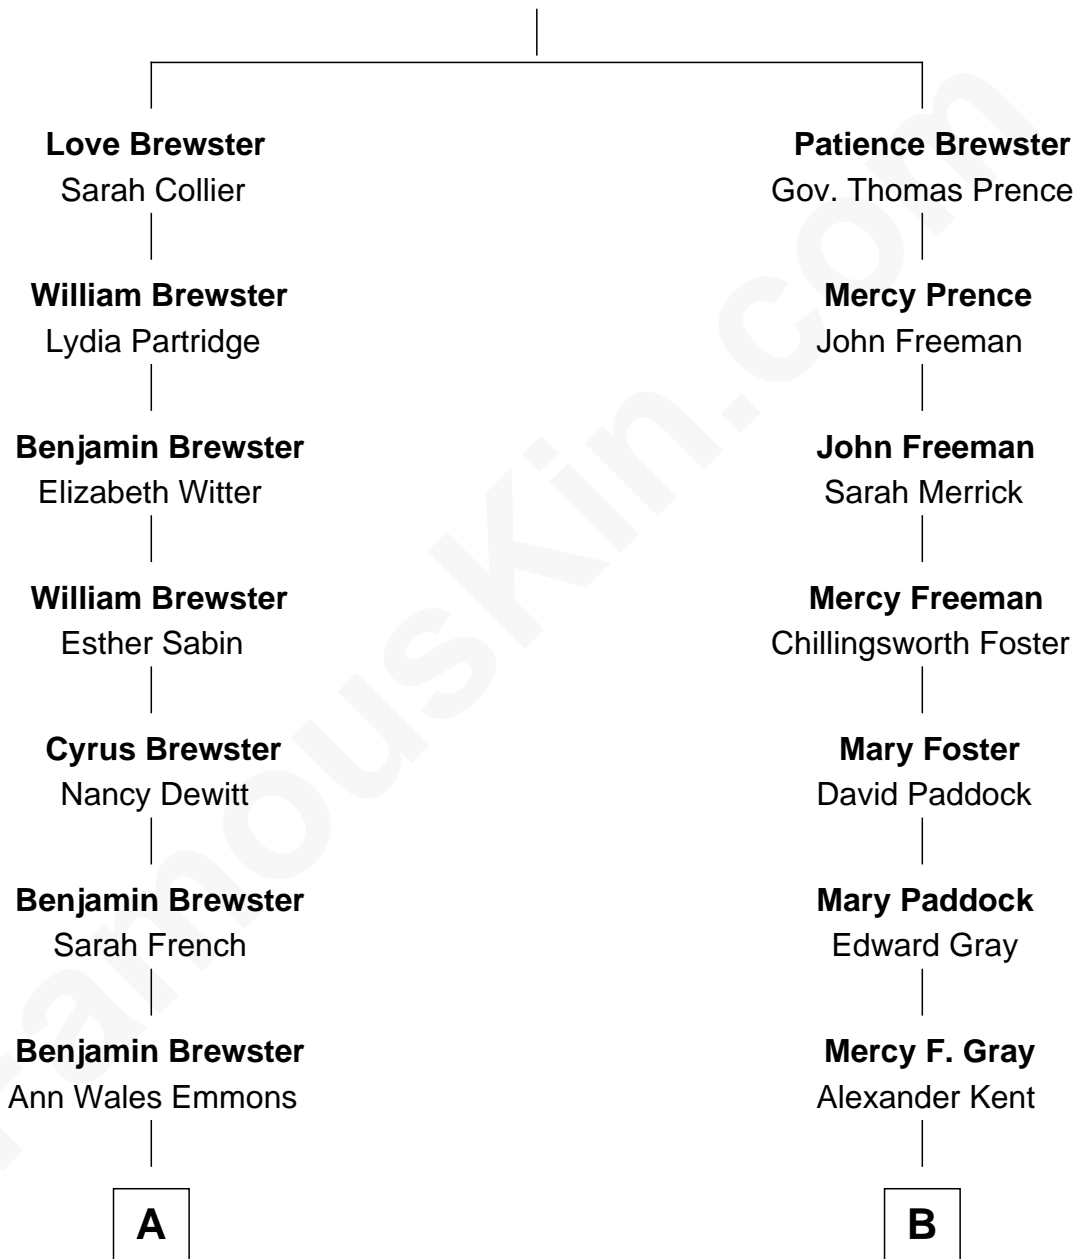 Love Brewster
Sarah Collier
William Brewster
Lydia Partridge
Benjamin Brewster
Elizabeth Witter
William Brewster
Esther Sabin
Cyrus Brewster
Nancy Dewitt
Benjamin Brewster
Sarah French
Benjamin Brewster
Ann Wales Emmons
A
Patience Brewster
Gov. Thomas Prence
Mercy Prence
John Freeman
John Freeman
Sarah Merrick
Mercy Freeman
Chillingsworth Foster
Mary Foster
David Paddock
Mary Paddock
Edward Gray
Mercy F. Gray
Alexander Kent
B
FamousKin.com